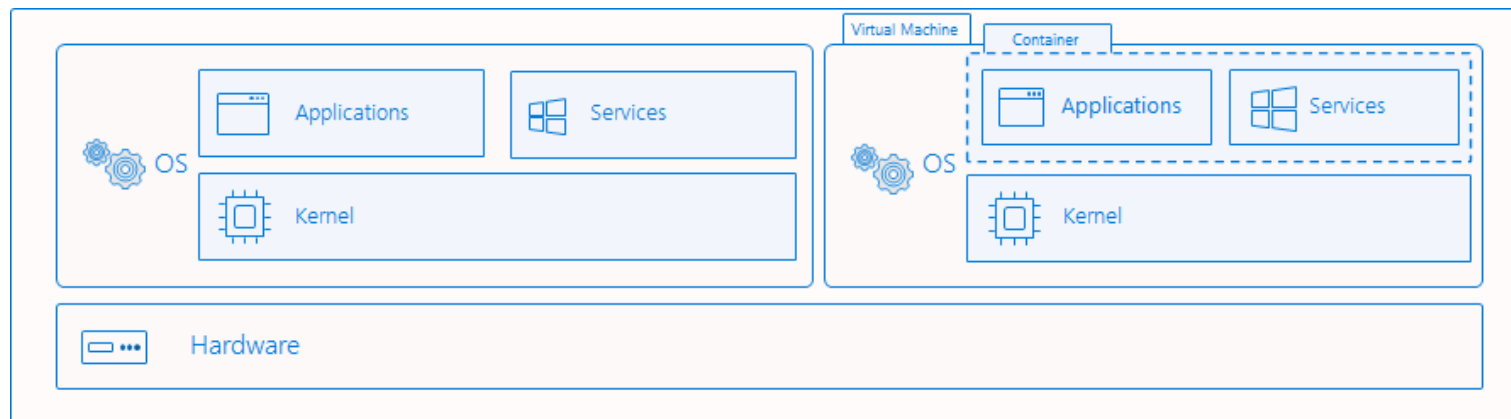 Virtual Machine
Container
Applications
Services
OS
Kernel
Applications
Services
OS
Kernel
Hardware